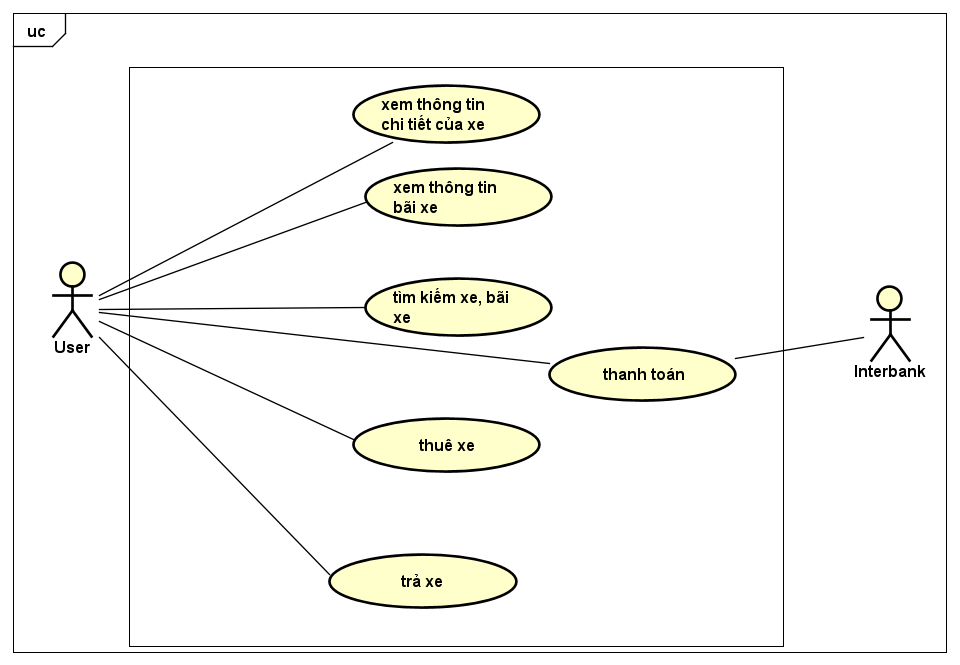 uc
xem thông tin
chi tiết của xe
xem thông tin
bãi xe
tìm kiếm xe, bãi
xe
User
thanh toán
Interbank
thuê xe
trả xe